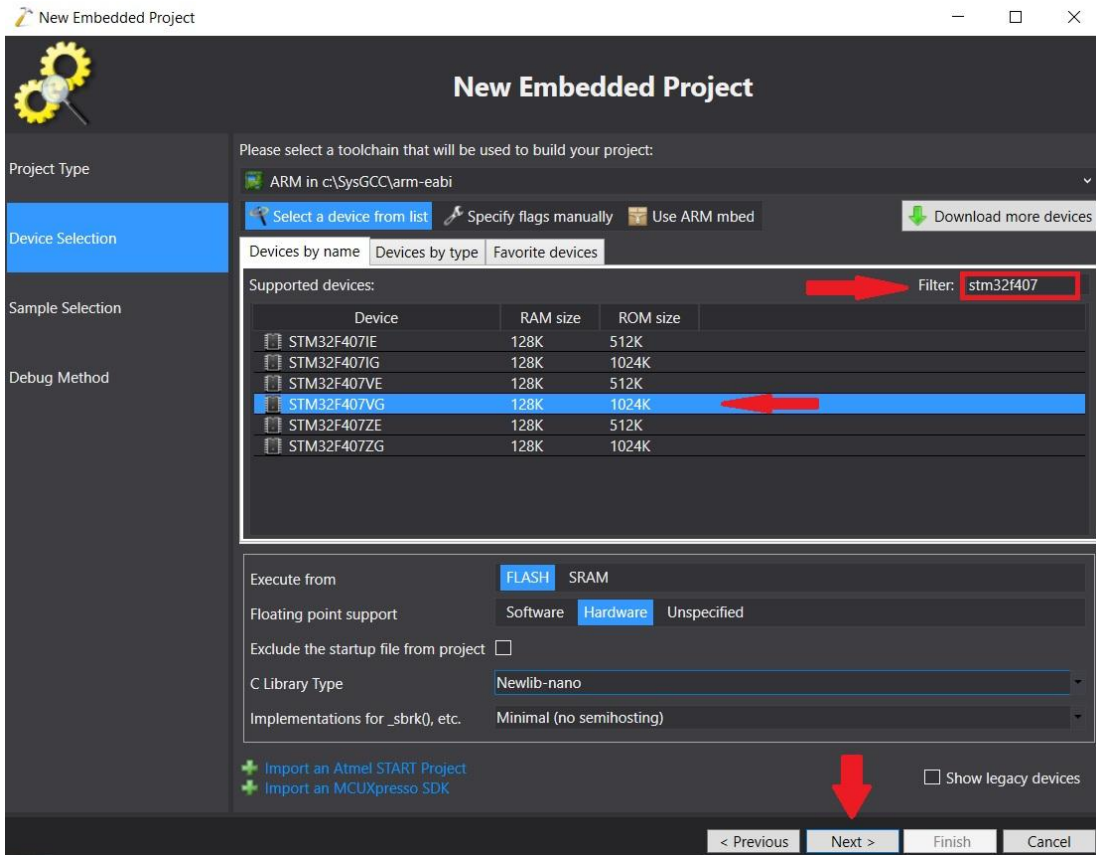 New Embedded Project
New Embedded Project
Project Type
Device Selection
Sample Selection
Debug Method
Please select a toolchain that will be used to build your project:
ARM in c:\SysGCC\arm-eabi
Select a device from list Specify flags manually Use ARM mbed Download more devices
Devices by name Devices by type Favorite devices
Supported devices: Filter: stm32f407
Device RAM size ROM size
STM32F407IE 128K 512K
STM32F407IG 128K 1024K
STM32F407VE 128K 512K
STM32F407VG 128K 1024K
STM32F407ZE 128K 512K
STM32F407ZG 128K 1024K
Execute from FLASH SRAM
Floating point support Software Hardware Unspecified
Exclude the startup file from project
C Library Type Newlib-nano
Implementations for _sbrk(), etc. Minimal (no semihosting)
Import an Atmel START Project
Import an MCUXpresso SDK
Show legacy devices
< Previous Next > Finish Cancel